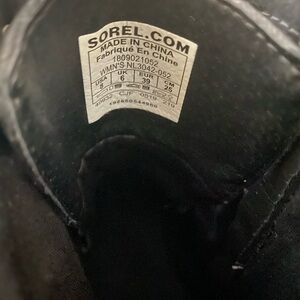 SOREL.COM
MADE IN CHINA
Fabriqué En Chine
1809021052
WMN'S NL3042-052
USA UK EUR CM
8 6 39 25